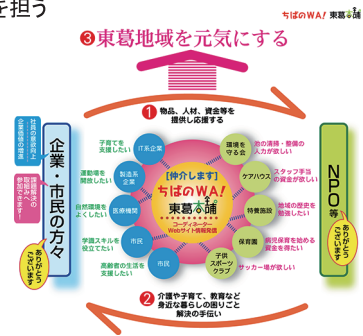 を担う
ちばのWA! 東葛本舗
❸東葛地域を元気にする
❶物品、人材、資金等を
提供し応援する
社員の意欲向上
企業価値の増進
課題解決の
取組みに
参加できます!
企業・市民の方々
ありがとう
ございます
子育てを
支援したい
IT系企業
運動場を
開放したい
製造系
企業
自然環境を
よくしたい
医療機関
学識スキルを
役立てたい
市民
高齢者の生活を
支援したい
市民
【仲介します】
ちばのWA!
東葛本舗
コーディネーター
Webサイト情報発信
環境を
守る会
池の清掃・整備の
人力が欲しい
ケアハウス
スタッフ手当
の資金が欲しい
特養施設
地域の歴史を
勉強したい
保育園
病児保育を始める
資金を得たい
子供
スポーツ
クラブ
サッカー場が欲しい
NPO等
ありがとう
ございます
❷介護や子育て、教育など
身近な暮らしの困りごと
解決の手伝い